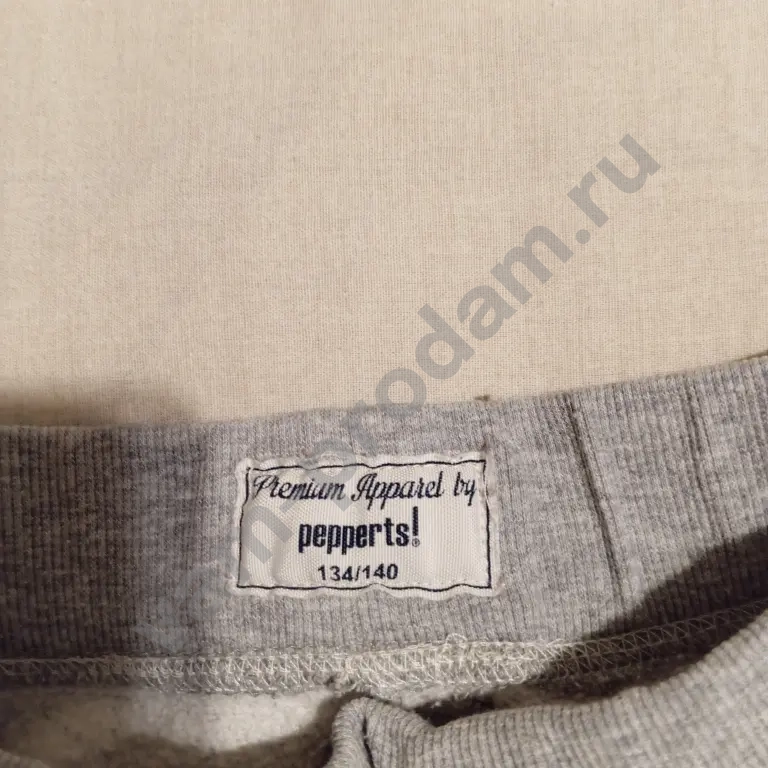 Premium Apparel by
pepperts!
134/140
m-prodam.ru